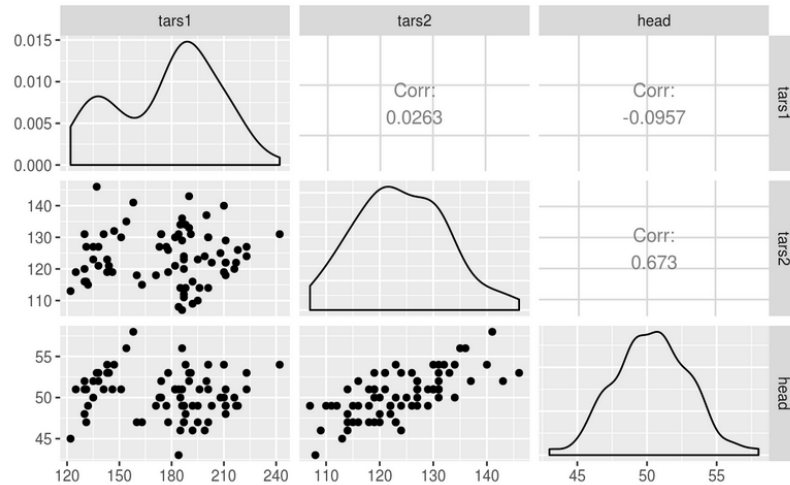 tars1 tars2 head
0.015
0.010
0.005
0.000
Corr:
0.0263
Corr:
-0.0957
tars1
140
130
120
110
Corr:
0.673
tars2
55
50
45
head
120 150 180 210 240
110 120 130 140
45 50 55